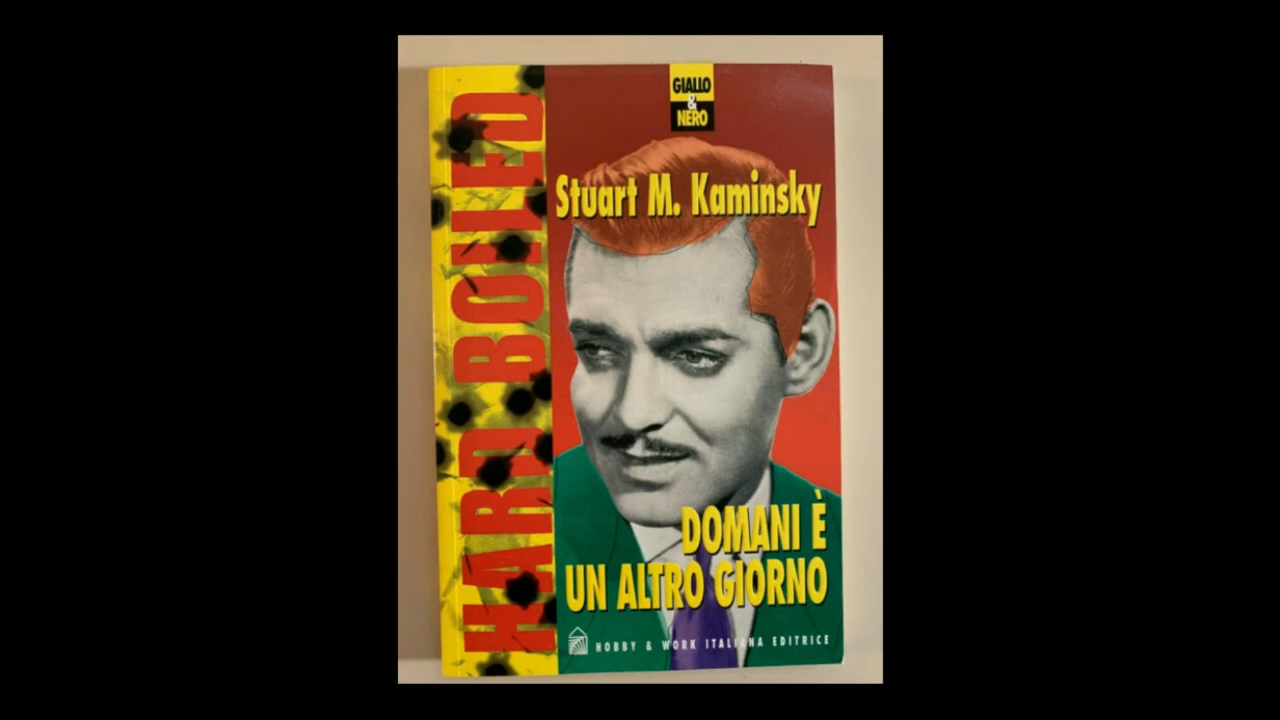 HARD BOILED
GIALLO
&
NERO
Stuart M. Kaminsky
DOMANI È
UN ALTRO GIORNO
HOBBY & WORK ITALIANA EDITRICE